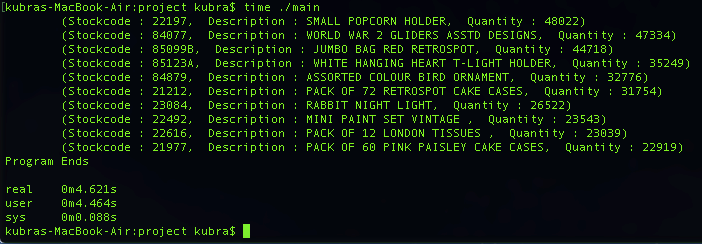 kubras-MacBook-Air:project kubra$ time ./main
(Stockcode : 22197, Description : SMALL POPCORN HOLDER, Quantity : 48022)
(Stockcode : 84077, Description : WORLD WAR 2 GLIDERS ASSTD DESIGNS, Quantity : 47334)
(Stockcode : 85099B, Description : JUMBO BAG RED RETROSPOT, Quantity : 44718)
(Stockcode : 85123A, Description : WHITE HANGING HEART T-LIGHT HOLDER, Quantity : 35249)
(Stockcode : 84879, Description : ASSORTED COLOUR BIRD ORNAMENT, Quantity : 32776)
(Stockcode : 21212, Description : PACK OF 72 RETROSPOT CAKE CASES, Quantity : 31754)
(Stockcode : 23084, Description : RABBIT NIGHT LIGHT, Quantity : 26522)
(Stockcode : 22492, Description : MINI PAINT SET VINTAGE , Quantity : 23543)
(Stockcode : 22616, Description : PACK OF 12 LONDON TISSUES , Quantity : 23039)
(Stockcode : 21977, Description : PACK OF 60 PINK PAISLEY CAKE CASES, Quantity : 22919)
Program Ends
real 0m4.621s
user 0m4.464s
sys 0m0.088s
kubras-MacBook-Air:project kubra$